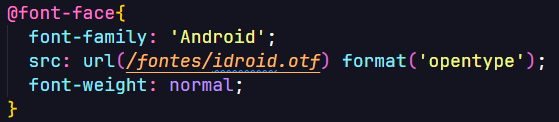 @font-face{
font-family: 'Android';
src: url(/fontes/idroid.otf) format('opentype');
font-weight: normal;
}